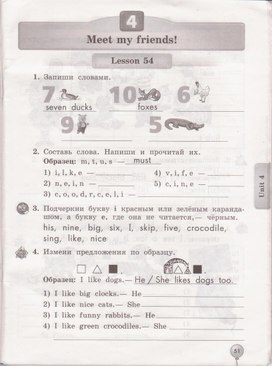 4
Meet my friends!
Lesson 54
1. Запиши словами.
7 10 6
seven ducks foxes
9 5
2. Составь слова. Напиши и прочитай их.
Образец: m, t, u, s — must
1) i, l, k, e — 4) v, i, f, e —
2) n, e, i, n — 5) c, i, n, e —
3) c, o, o, d, r, c, e, l, i —
3. Подчеркни букву i красным или зелёным каранда-
шом, а букву e, где она не читается,— чёрным.
his, nine, big, six, I, skip, five, crocodile,
sing, like, nice
4. Измени предложения по образцу.
Образец: I like dogs.— He / She likes dogs too.
1) I like big clocks.— He
2) I like nice cats.— She
3) I like funny rabbits.— He
4) I like green crocodiles.— She
Unit 4
51